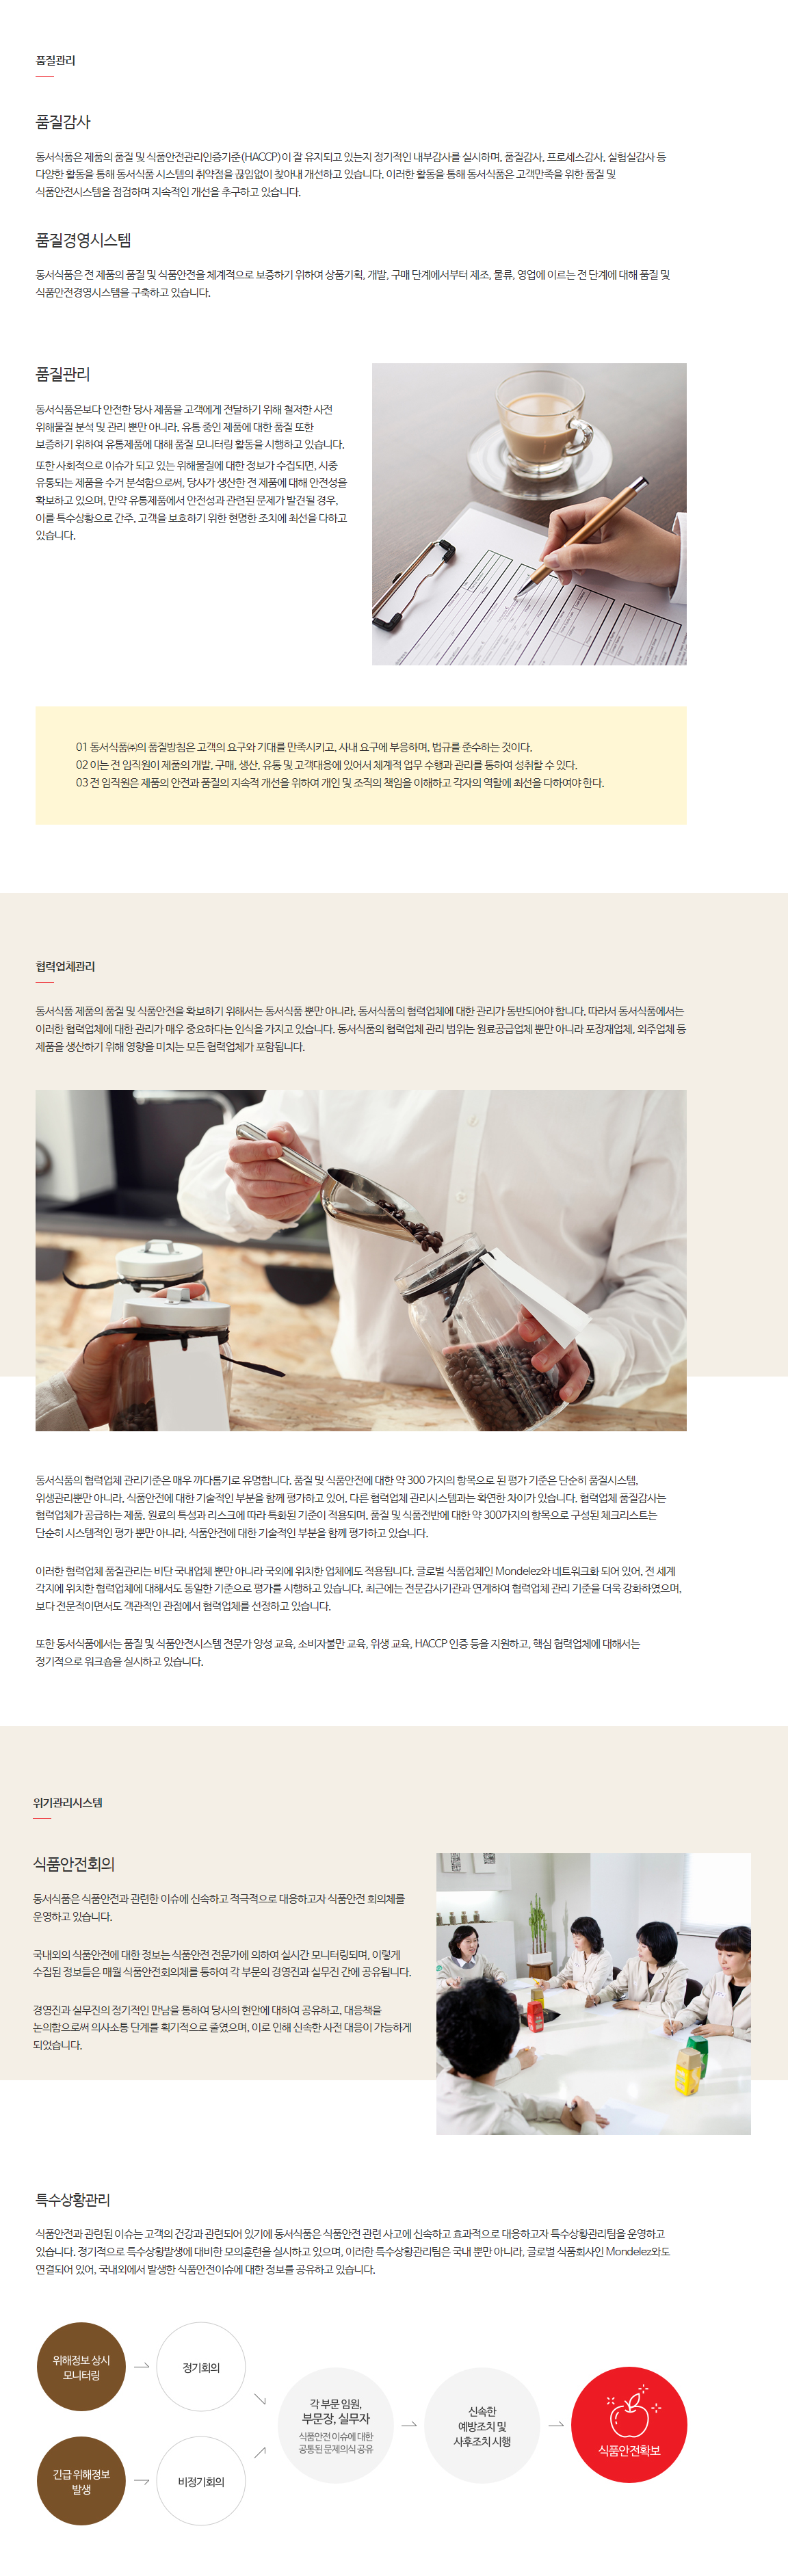 품질관리
품질감사
동서식품은 제품의 품질 및 식품안전관리인증기준(HACCP)이 잘 유지되고 있는지 정기적인 내부감사를 실시하며, 품질감사, 프로세스감사, 실험실감사 등
다양한 활동을 통해 동서식품 시스템의 취약점을 끊임없이 찾아내 개선하고 있습니다. 이러한 활동을 통해 동서식품은 고객만족을 위한 품질 및
식품안전시스템을 점검하며 지속적인 개선을 추구하고 있습니다.
품질경영시스템
동서식품은 전 제품의 품질 및 식품안전을 체계적으로 보증하기 위하여 상품기획, 개발, 구매 단계에서부터 제조, 물류, 영업에 이르는 전 단계에 대해 품질 및
식품안전경영시스템을 구축하고 있습니다.
품질관리
동서식품은보다 안전한 당사 제품을 고객에게 전달하기 위해 철저한 사전
위해물질 분석 및 관리 뿐만 아니라, 유통 중인 제품에 대한 품질 또한
보증하기 위하여 유통제품에 대해 품질 모니터링 활동을 시행하고 있습니다.
또한 사회적으로 이슈가 되고 있는 위해물질에 대한 정보가 수집되면, 시중
유통되는 제품을 수거 분석함으로써, 당사가 생산한 전 제품에 대해 안전성을
확보하고 있으며, 만약 유통제품에서 안전성과 관련된 문제가 발견될 경우,
이를 특수상황으로 간주, 고객을 보호하기 위한 현명한 조치에 최선을 다하고
있습니다.
01 동서식품㈜의 품질방침은 고객의 요구와 기대를 만족시키고, 사내 요구에 부응하며, 법규를 준수하는 것이다.
02 이는 전 임직원이 제품의 개발, 구매, 생산, 유통 및 고객대응에 있어서 체계적 업무 수행과 관리를 통하여 성취할 수 있다.
03 전 임직원은 제품의 안전과 품질의 지속적 개선을 위하여 개인 및 조직의 책임을 이해하고 각자의 역할에 최선을 다하여야 한다.
협력업체관리
동서식품 제품의 품질 및 식품안전을 확보하기 위해서는 동서식품 뿐만 아니라, 동서식품의 협력업체에 대한 관리가 동반되어야 합니다. 따라서 동서식품에서는
이러한 협력업체에 대한 관리가 매우 중요하다는 인식을 가지고 있습니다. 동서식품의 협력업체 관리 범위는 원료공급업체 뿐만 아니라 포장재업체, 외주업체 등
제품을 생산하기 위해 영향을 미치는 모든 협력업체가 포함됩니다.
동서식품의 협력업체 관리기준은 매우 까다롭기로 유명합니다. 품질 및 식품안전에 대한 약 300 가지의 항목으로 된 평가 기준은 단순히 품질시스템,
위생관리뿐만 아니라, 식품안전에 대한 기술적인 부분을 함께 평가하고 있어, 다른 협력업체 관리시스템과는 확연한 차이가 있습니다. 협력업체 품질감사는
협력업체가 공급하는 제품, 원료의 특성과 리스크에 따라 특화된 기준이 적용되며, 품질 및 식품전반에 대한 약 300가지의 항목으로 구성된 체크리스트는
단순히 시스템적인 평가 뿐만 아니라, 식품안전에 대한 기술적인 부분을 함께 평가하고 있습니다.
이러한 협력업체 품질관리는 비단 국내업체 뿐만 아니라 국외에 위치한 업체에도 적용됩니다. 글로벌 식품업체인 Mondelez와 네트워크화 되어 있어, 전 세계
각지에 위치한 협력업체에 대해서도 동일한 기준으로 평가를 시행하고 있습니다. 최근에는 전문감사기관과 연계하여 협력업체 관리 기준을 더욱 강화하였으며,
보다 전문적이면서도 객관적인 관점에서 협력업체를 선정하고 있습니다.
또한 동서식품에서는 품질 및 식품안전시스템 전문가 양성 교육, 소비자불만 교육, 위생 교육, HACCP 인증 등을 지원하고, 핵심 협력업체에 대해서는
정기적으로 워크숍을 실시하고 있습니다.
위기관리시스템
식품안전회의
동서식품은 식품안전과 관련한 이슈에 신속하고 적극적으로 대응하고자 식품안전 회의체를
운영하고 있습니다.
국내외의 식품안전에 대한 정보는 식품안전 전문가에 의하여 실시간 모니터링되며, 이렇게
수집된 정보들은 매월 식품안전회의체를 통하여 각 부문의 경영진과 실무진 간에 공유됩니다.
경영진과 실무진의 정기적인 만남을 통하여 당사의 현안에 대하여 공유하고, 대응책을
논의함으로써 의사소통 단계를 획기적으로 줄였으며, 이로 인해 신속한 사전 대응이 가능하게
되었습니다.
특수상황관리
식품안전과 관련된 이슈는 고객의 건강과 관련되어 있기에 동서식품은 식품안전 관련 사고에 신속하고 효과적으로 대응하고자 특수상황관리팀을 운영하고
있습니다. 정기적으로 특수상황발생에 대비한 모의훈련을 실시하고 있으며, 이러한 특수상황관리팀은 국내 뿐만 아니라, 글로벌 식품회사인 Mondelez와도
연결되어 있어, 국내외에서 발생한 식품안전이슈에 대한 정보를 공유하고 있습니다.
위해정보 상시
모니터링
정기회의
긴급 위해정보
발생
비정기회의
각 부문 임원,
부문장, 실무자
식품안전 이슈에 대한
공통된 문제의식 공유
신속한
예방조치 및
사후조치 시행
식품안전확보